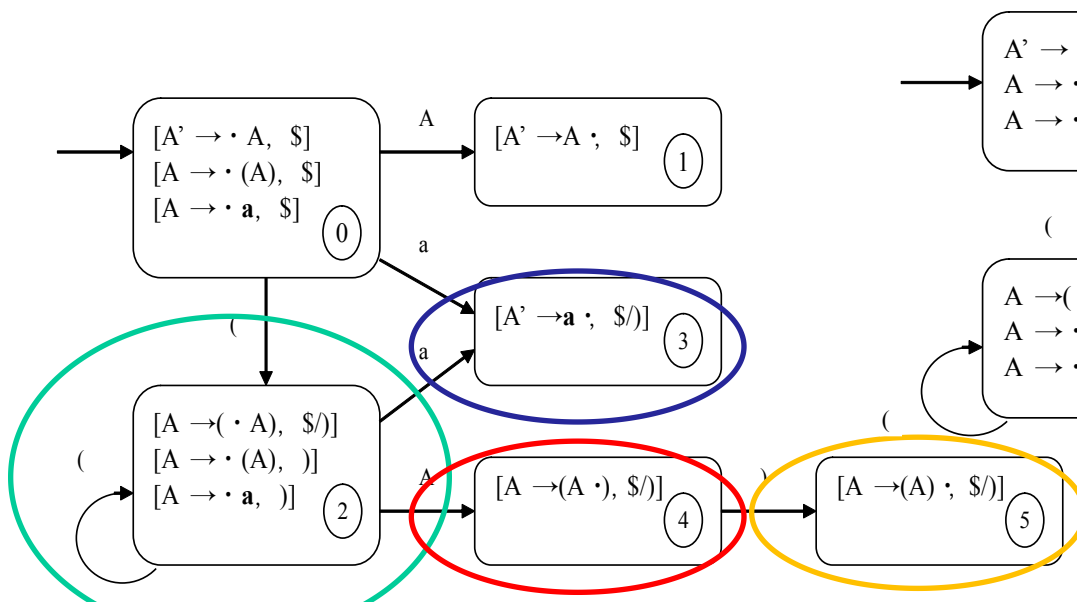 [A’ → · A, $]
[A → · (A), $]
[A → · a, $]
0
A
[A’ →A ·, $]
1
A’ →
A → ·
A → ·
a
(
[A’ →a ·, $/)]
3
a
(
A →(
A → ·
A → ·
(
[A →( · A), $/)]
[A → · (A), )]
[A → · a, )]
2
(
A
[A →(A ·), $/)]
4
)
[A →(A) ·, $/)]
5
(